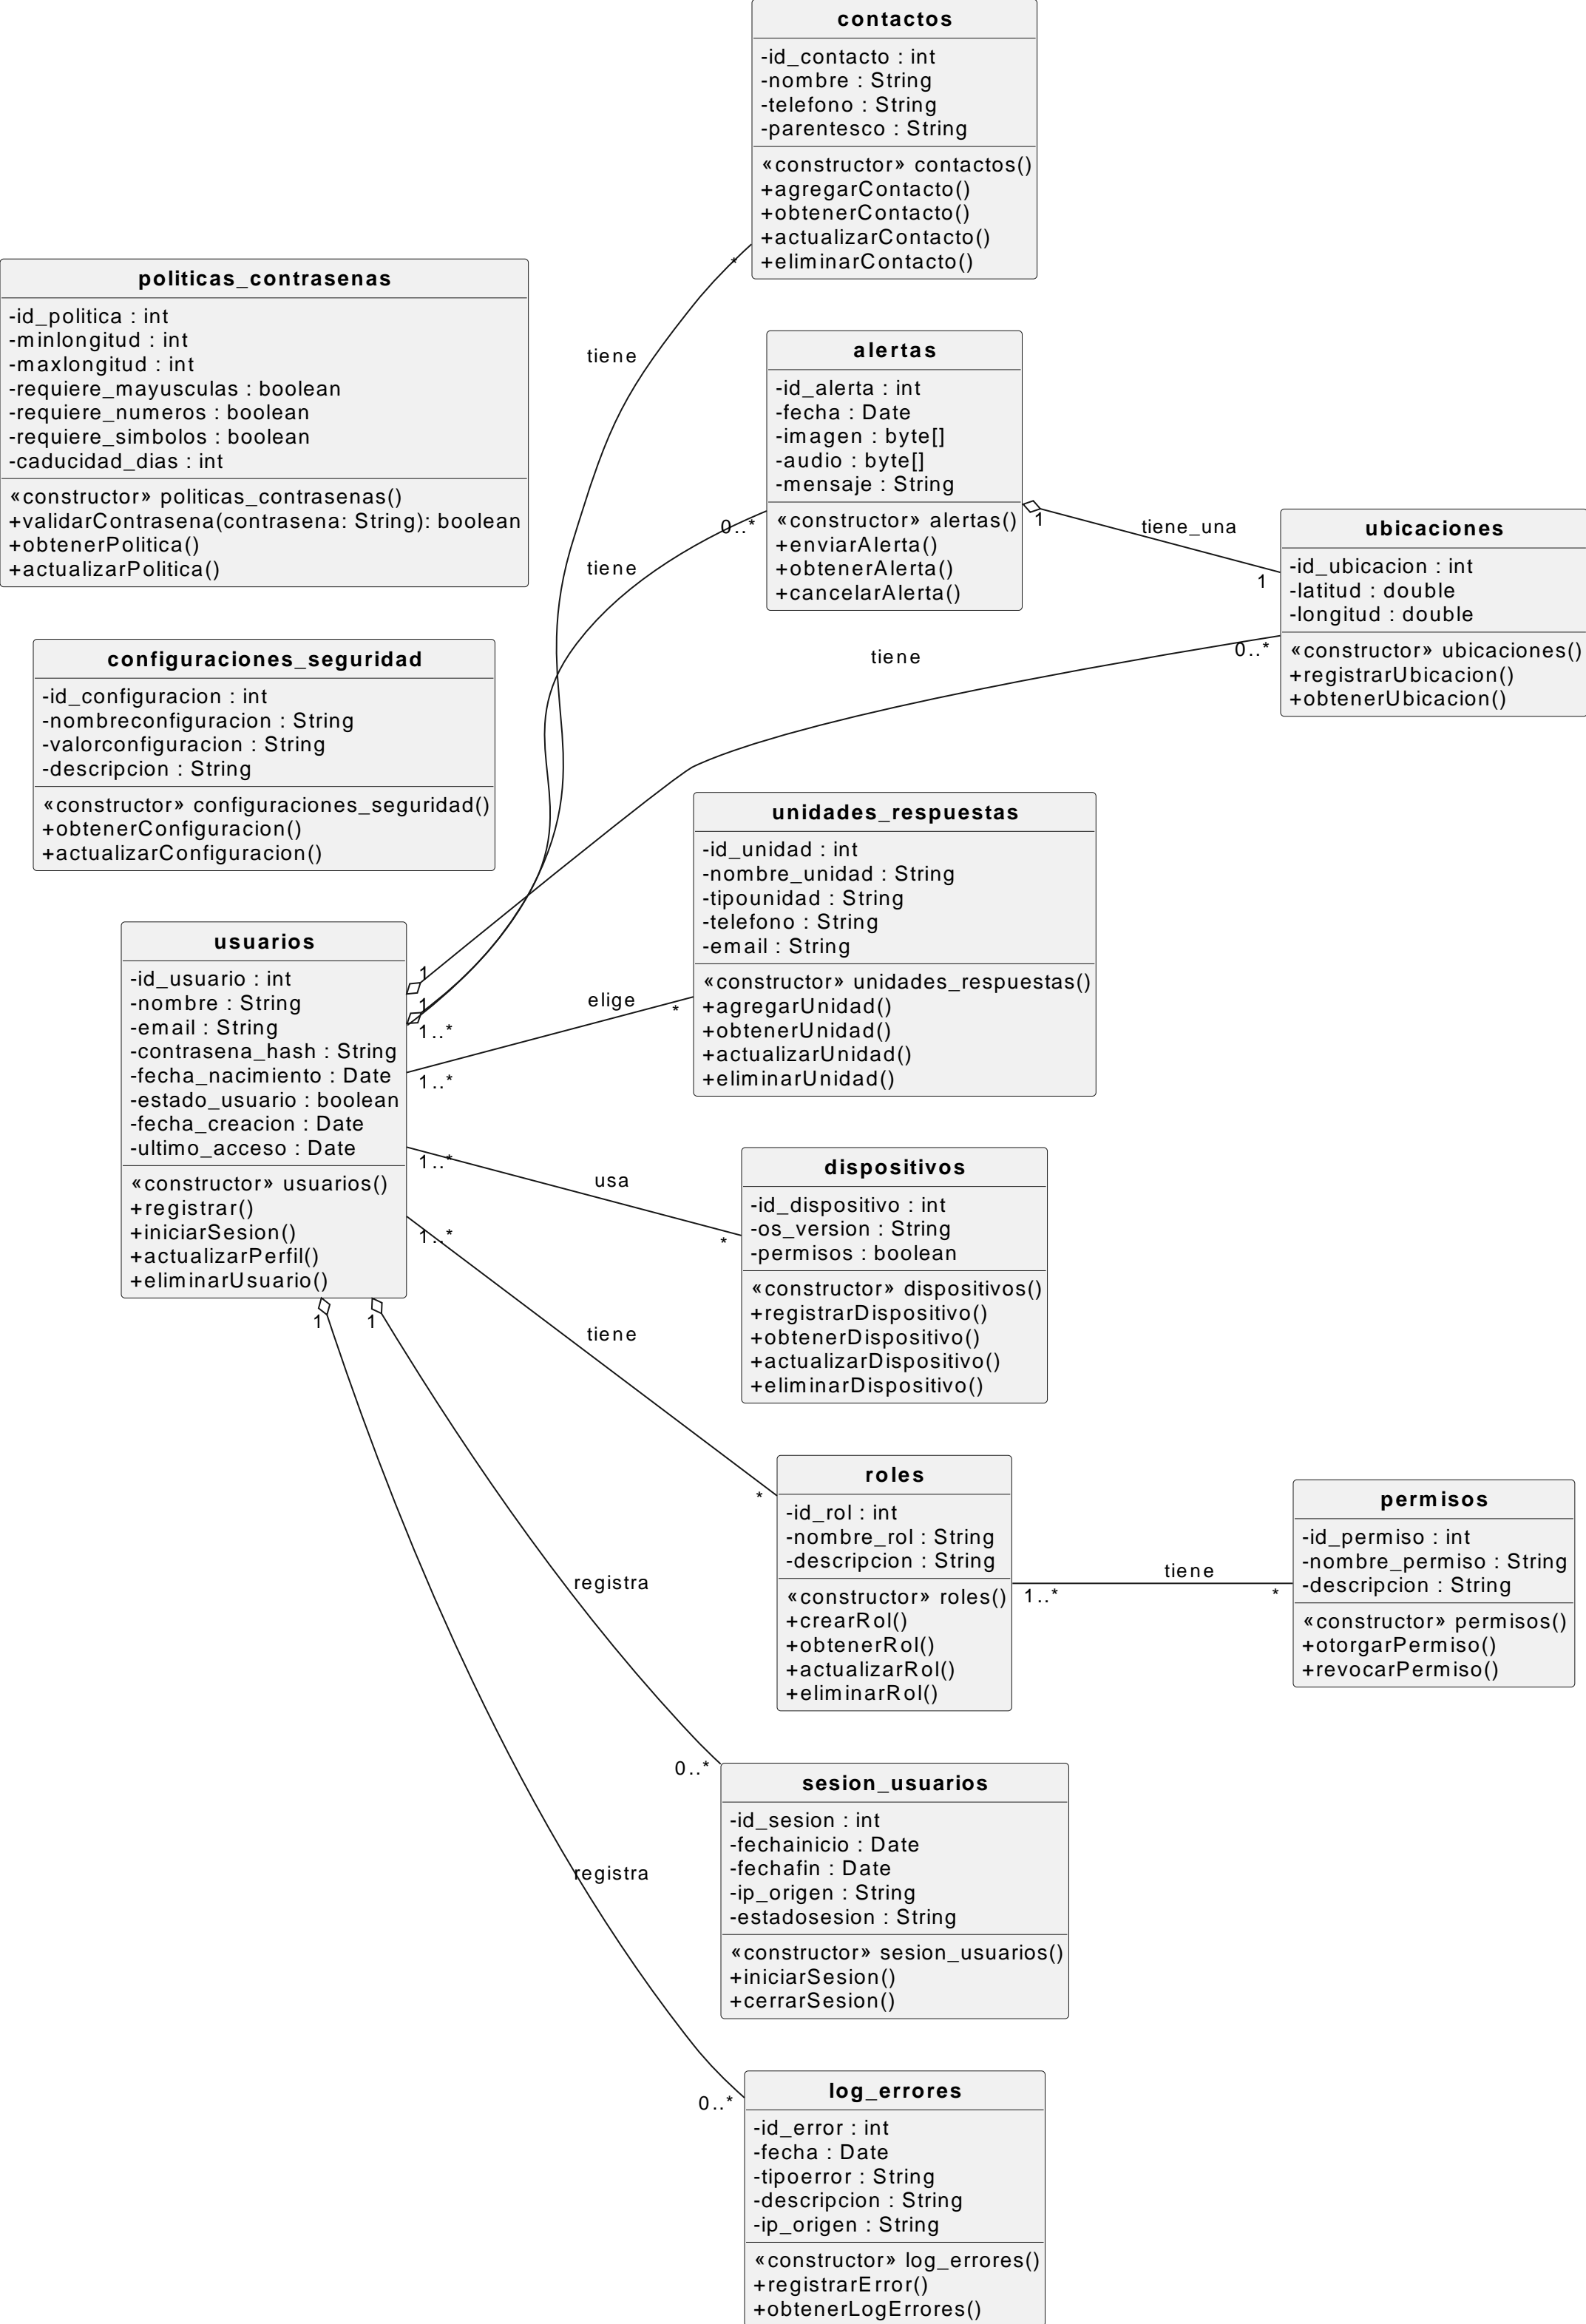 contactos
-id_contacto : int
-nombre : String
-telefono : String
-parentesco : String
«constructor» contactos()
+agregarContacto()
+obtenerContacto()
+actualizarContacto()
+eliminarContacto()
*
tiene
politicas_contrasenas
-id_politica : int
-minlongitud : int
-maxlongitud : int
-requiere_mayusculas : boolean
-requiere_numeros : boolean
-requiere_simbolos : boolean
-caducidad_dias : int
«constructor» politicas_contrasenas()
+validarContrasena(contrasena: String): boolean
+obtenerPolitica()
+actualizarPolitica()
alertas
-id_alerta : int
-fecha : Date
-imagen : byte[]
-audio : byte[]
-mensaje : String
«constructor» alertas()
+enviarAlerta()
+obtenerAlerta()
+cancelarAlerta()
0..*
tiene
1
tiene_una
1
ubicaciones
-id_ubicacion : int
-latitud : double
-longitud : double
«constructor» ubicaciones()
+registrarUbicacion()
+obtenerUbicacion()
0..*
tiene
configuraciones_seguridad
-id_configuracion : int
-nombreconfiguracion : String
-valorconfiguracion : String
-descripcion : String
«constructor» configuraciones_seguridad()
+obtenerConfiguracion()
+actualizarConfiguracion()
unidades_respuestas
-id_unidad : int
-nombre_unidad : String
-tipounidad : String
-telefono : String
-email : String
«constructor» unidades_respuestas()
+agregarUnidad()
+obtenerUnidad()
+actualizarUnidad()
+eliminarUnidad()
usuarios
-id_usuario : int
-nombre : String
-email : String
-contrasena_hash : String
-fecha_nacimiento : Date
-estado_usuario : boolean
-fecha_creacion : Date
-ultimo_acceso : Date
«constructor» usuarios()
+registrar()
+iniciarSesion()
+actualizarPerfil()
+eliminarUsuario()
1
1
1..*
elige
*
1..*
1..*
usa
*
1..*
tiene
*
1
1
dispositivos
-id_dispositivo : int
-os_version : String
-permisos : boolean
«constructor» dispositivos()
+registrarDispositivo()
+obtenerDispositivo()
+actualizarDispositivo()
+eliminarDispositivo()
roles
-id_rol : int
-nombre_rol : String
-descripcion : String
«constructor» roles()
+crearRol()
+obtenerRol()
+actualizarRol()
+eliminarRol()
1..*
tiene
*
permisos
-id_permiso : int
-nombre_permiso : String
-descripcion : String
«constructor» permisos()
+otorgarPermiso()
+revocarPermiso()
registra
0..*
sesion_usuarios
-id_sesion : int
-fechainicio : Date
-fechafin : Date
-ip_origen : String
-estadosesion : String
«constructor» sesion_usuarios()
+iniciarSesion()
+cerrarSesion()
registra
0..*
log_errores
-id_error : int
-fecha : Date
-tipoerror : String
-descripcion : String
-ip_origen : String
«constructor» log_errores()
+registrarError()
+obtenerLogErrores()